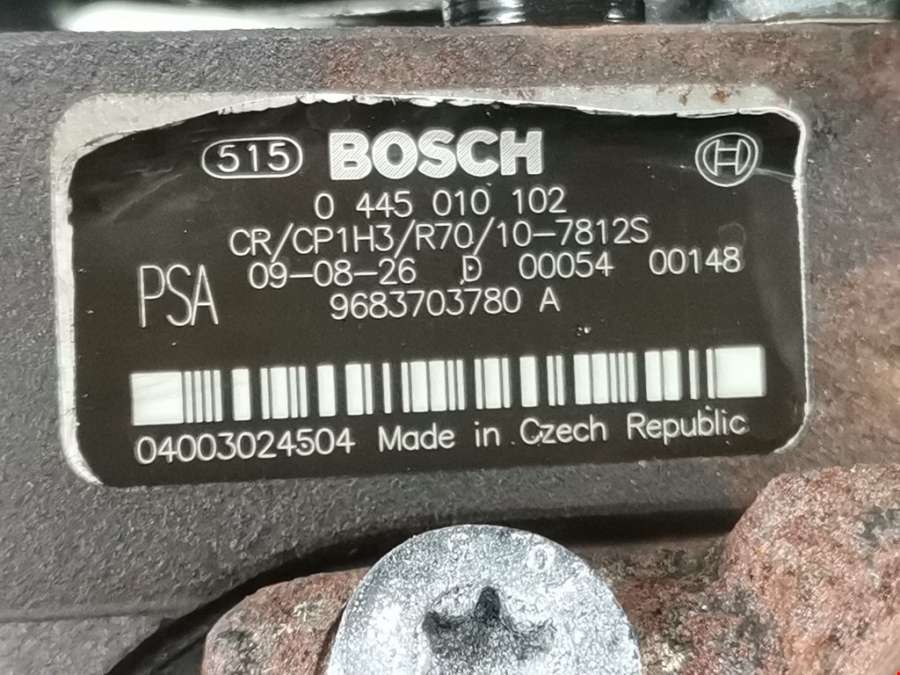 515 BOSCH H
0 445 010 102
CR/CP1H3/R70/10-7812S
PSA 09-08-26 D 00054 00148
9683703780 A
04003024504 Made in Czech Republic